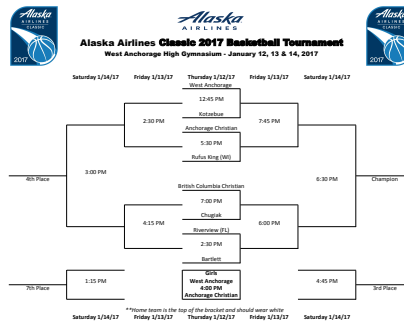 Alaska
AIRLINES
CLASSIC
2017
Alaska
AIRLINES
Alaska
AIRLINES
CLASSIC
2017
Alaska Airlines Classic 2017 Basketball Tournament
West Anchorage High Gymnasium - January 12, 13 & 14, 2017
Saturday 1/14/17 Friday 1/13/17 Thursday 1/12/17 Friday 1/13/17 Saturday 1/14/17
West Anchorage
12:45 PM
Kotzebue
2:30 PM 7:45 PM
Anchorage Christian
5:30 PM
Rufus King (WI)
3:00 PM 6:30 PM
4th Place Champion
British Columbia Christian
7:00 PM
Chugiak
4:15 PM 6:00 PM
Riverview (FL)
2:30 PM
Bartlett
Girls
1:15 PM West Anchorage 4:45 PM
4:00 PM
7th Place Anchorage Christian 3rd Place
**Home team is the top of the bracket and should wear white
Saturday 1/14/17 Friday 1/13/17 Thursday 1/12/17 Friday 1/13/17 Saturday 1/14/17